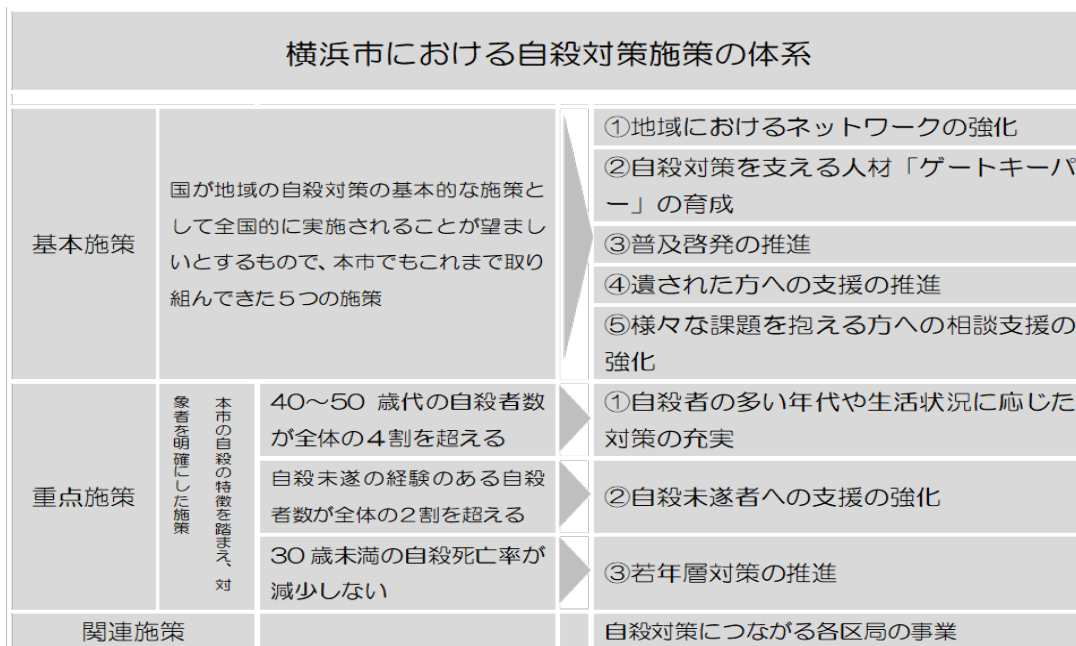 横浜市における自殺対策施策の体系
基本施策
国が地域の自殺対策の基本的な施策と
して全国的に実施されることが望まし
いとするもので、本市でもこれまで取り
組んできた５つの施策
①地域におけるネットワークの強化
②自殺対策を支える人材「ゲートキーパ
ー」の育成
③普及啓発の推進
④遺された方への支援の推進
⑤様々な課題を抱える方への相談支援の
強化
重点施策
本市の自殺の特徴を踏まえ、対
象者を明確にした施策
40～50 歳代の自殺者数
が全体の４割を超える
①自殺者の多い年代や生活状況に応じた
対策の充実
自殺未遂の経験のある自殺
者数が全体の２割を超える
②自殺未遂者への支援の強化
30 歳未満の自殺死亡率が
減少しない
③若年層対策の推進
関連施策
自殺対策につながる各区局の事業